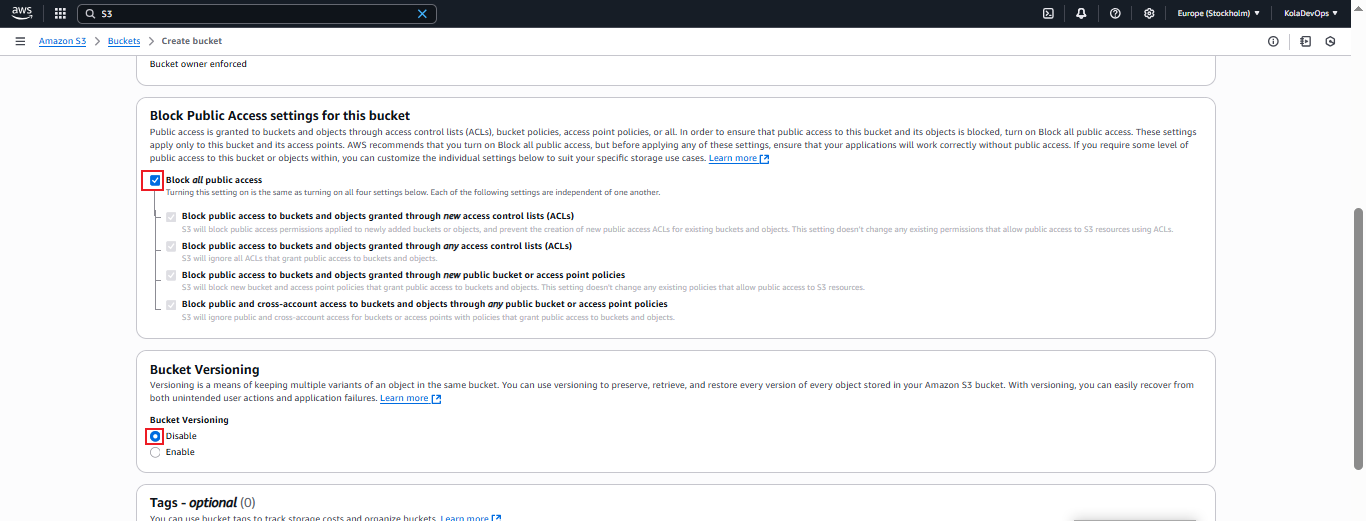 aws
S3
Europe (Stockholm)
KolaDevOps
Amazon S3
Buckets
Create bucket
Bucket owner enforced
Block Public Access settings for this bucket
Public access is granted to buckets and objects through access control lists (ACLs), bucket policies, access point policies, or all. In order to ensure that public access to this bucket and its objects is blocked, turn on Block all public access. These settings
apply only to this bucket and its access points. AWS recommends that you turn on Block all public access, but before applying any of these settings, ensure that your applications will work correctly without public access. If you require some level of
public access to this bucket or objects within, you can customize the individual settings below to suit your specific storage use cases. Learn more
Block all public access
Turning this setting on is the same as turning on all four settings below. Each of the following settings are independent of one another.
Block public access to buckets and objects granted through new access control lists (ACLs)
S3 will block public access permissions applied to newly added buckets or objects, and prevent the creation of new public access ACLs for existing buckets and objects. This setting doesn't change any existing permissions that allow public access to S3 resources using ACLs.
Block public access to buckets and objects granted through any access control lists (ACLs)
S3 will ignore all ACLs that grant public access to buckets and objects.
Block public access to buckets and objects granted through new public bucket or access point policies
S3 will block new bucket and access point policies that grant public access to buckets and objects. This setting doesn't change any existing policies that allow public access to S3 resources.
Block public and cross-account access to buckets and objects through any public bucket or access point policies
S3 will ignore public and cross-account access for buckets or access points with policies that grant public access to buckets and objects.
Bucket Versioning
Versioning is a means of keeping multiple variants of an object in the same bucket. You can use versioning to preserve, retrieve, and restore every version of every object stored in your Amazon S3 bucket. With versioning, you can easily recover from
both unintended user actions and application failures. Learn more
Bucket Versioning
Disable
Enable
Tags - optional (0)
You can use bucket tags to track storage costs and organize buckets. Learn more